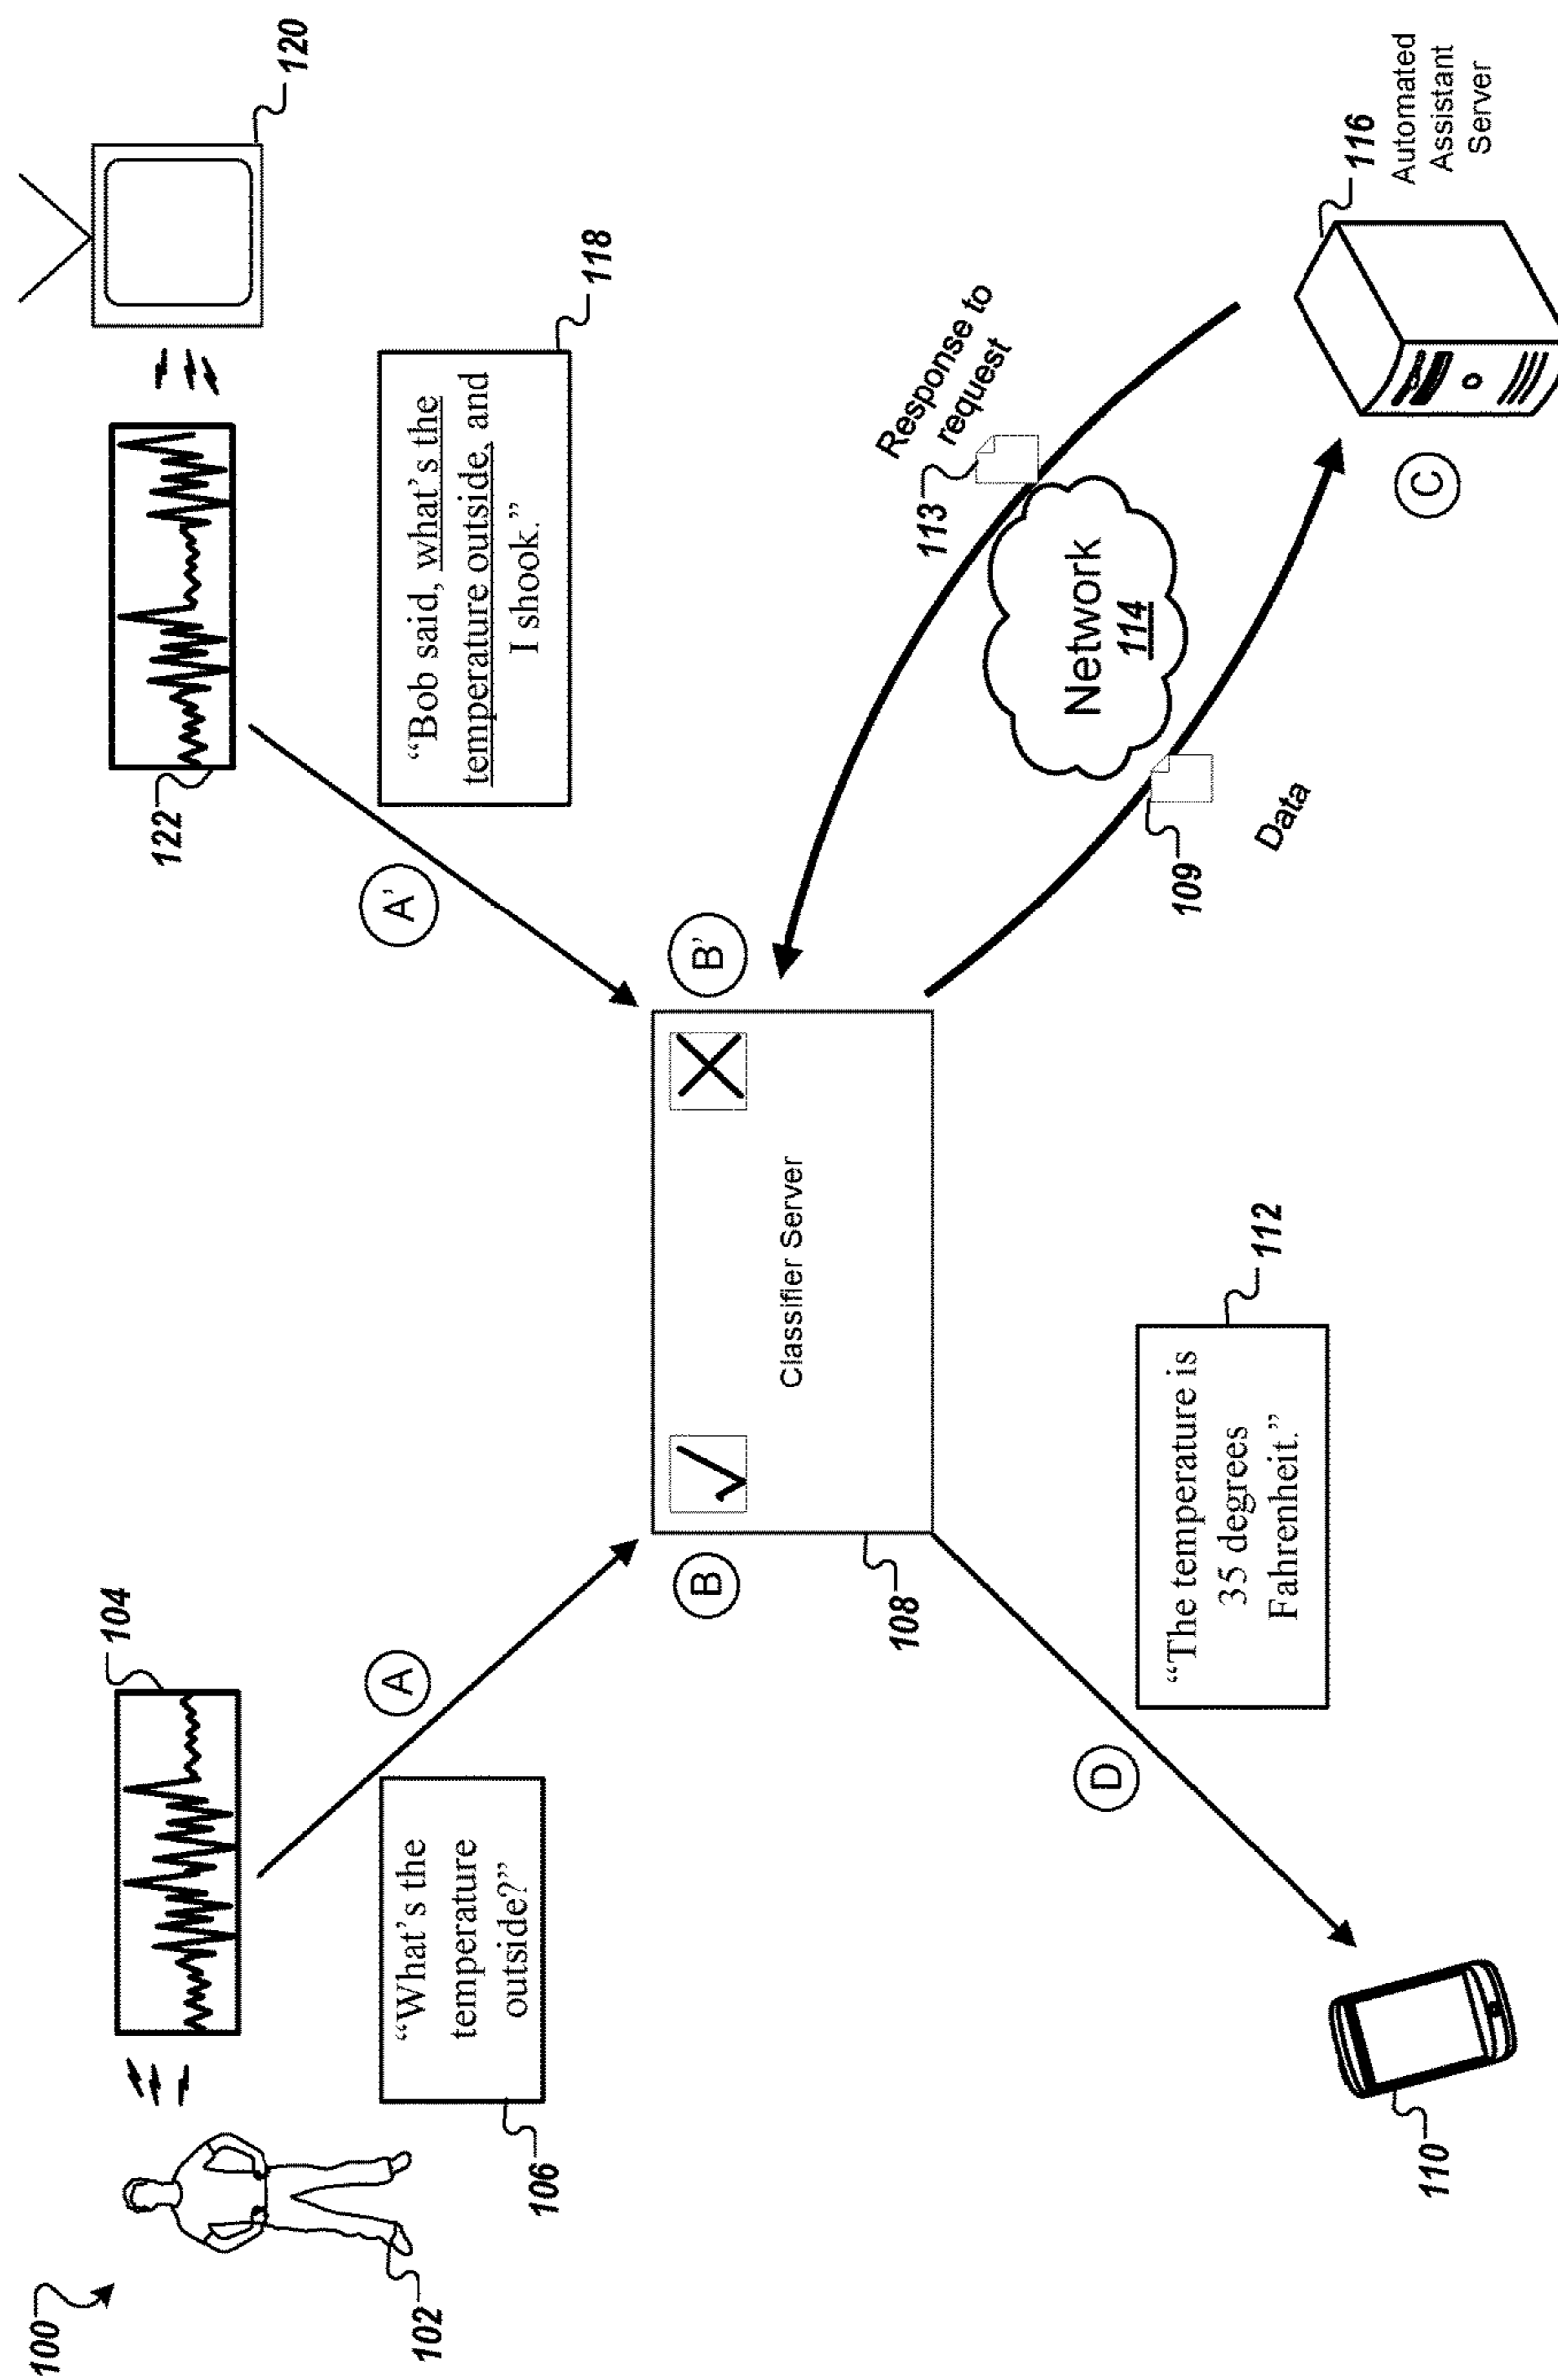 100
102
104
"What's the
temperature
outside?"
106
A
122
120
"Bob said, what's the
temperature outside, and
I shook."
118
A'
B
B'
Classifier Server
108
D
"The temperature is
35 degrees
Fahrenheit."
112
110
Response to
request
113
Network
114
109
Data
C
116
Automated
Assistant
Server